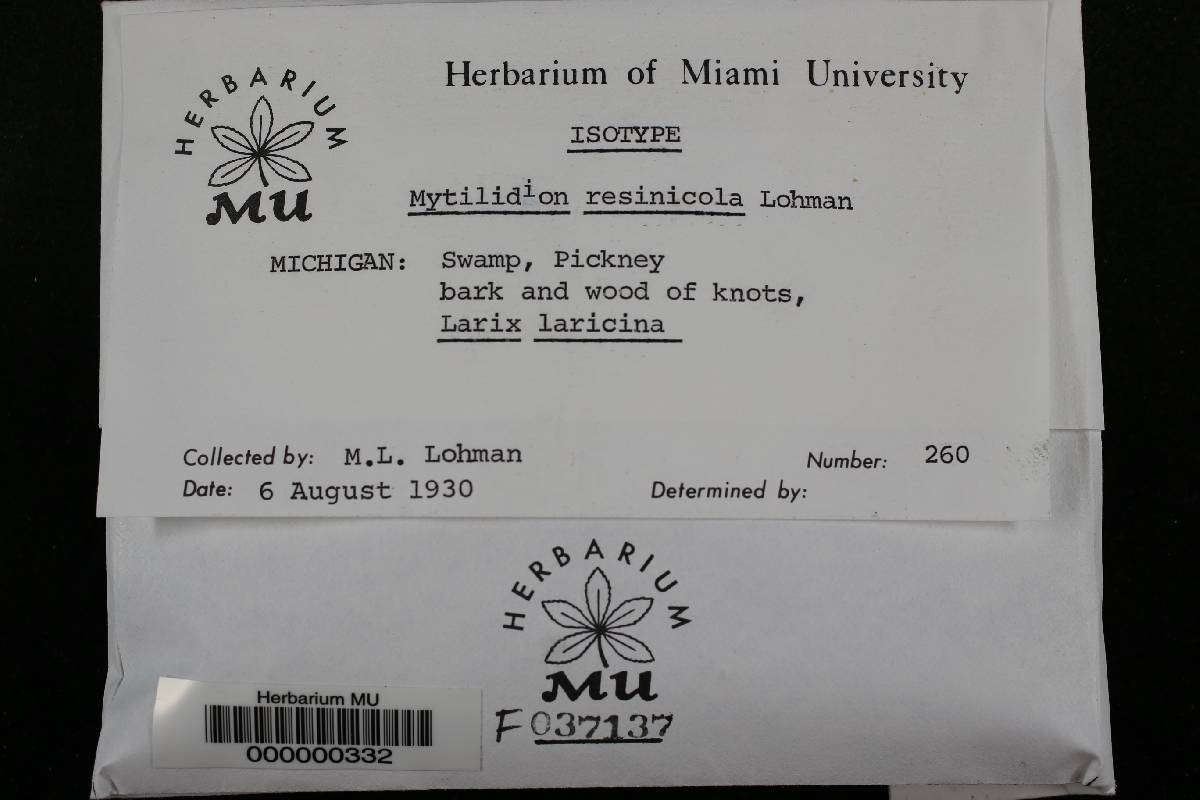 HERBARIUM
MU
Herbarium of Miami University
ISOTYPE
Mytilidion resinicola Lohman
MICHIGAN: Swamp, Pickney
bark and wood of knots,
Larix laricina
Collected by: M.L. Lohman
Number: 260
Date: 6 August 1930
Determined by:
HERBARIUM
MU
F037137
Herbarium MU
000000332